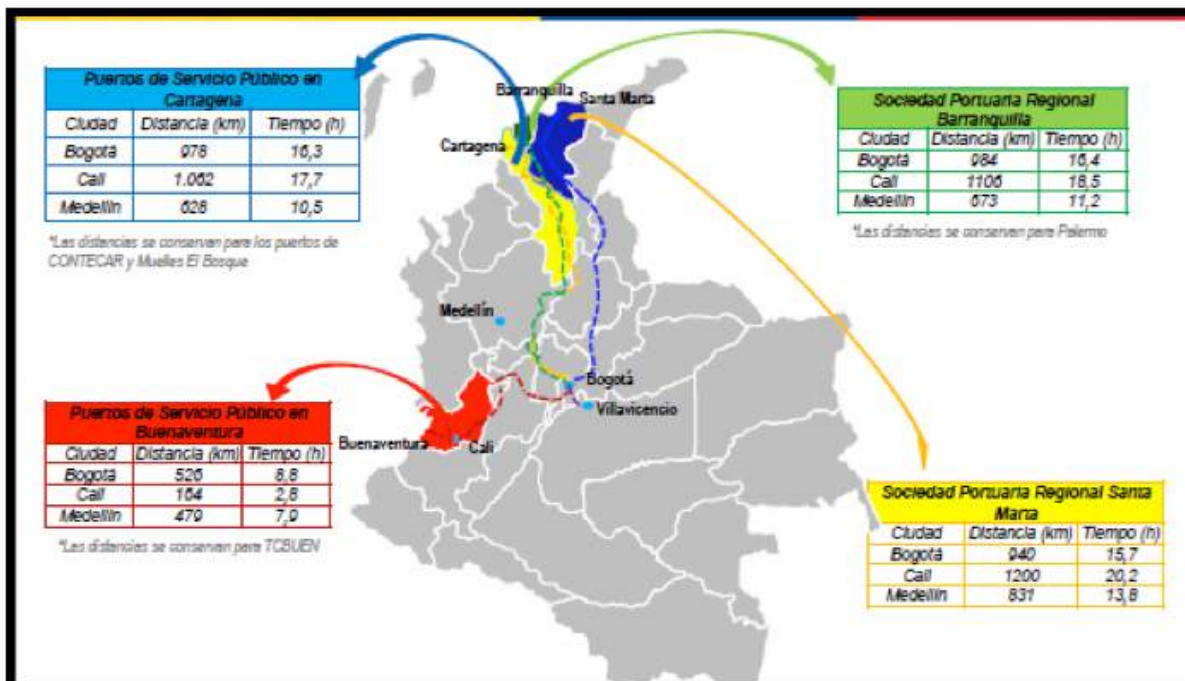 Puertos de Servicio Público en
Cartagena
Ciudad Distancia (km) Tiempo (h)
Bogotá 978 16,3
Cali 1.062 17,7
Medellín 628 10,5
*Las distancias se conservan para los puertos de
CONTECAR y Muelles El Bosque
Barranquilla
Santa Marta
Cartagena
Sociedad Portuaria Regional
Barranquilla
Ciudad Distancia (km) Tiempo (h)
Bogotá 984 16,4
Cali 1106 18,5
Medellín 673 11,2
*Las distancias se conservan para Palermo
Medellín
Bogotá
Villavicencio
Buenaventura
Cali
Puertos de Servicio Público en
Buenaventura
Ciudad Distancia (km) Tiempo (h)
Bogotá 526 8,8
Cali 164 2,8
Medellín 479 7,9
*Las distancias se conservan para TCBUEN
Sociedad Portuaria Regional Santa
Marta
Ciudad Distancia (km) Tiempo (h)
Bogotá 940 15,7
Cali 1200 20,2
Medellín 831 13,8